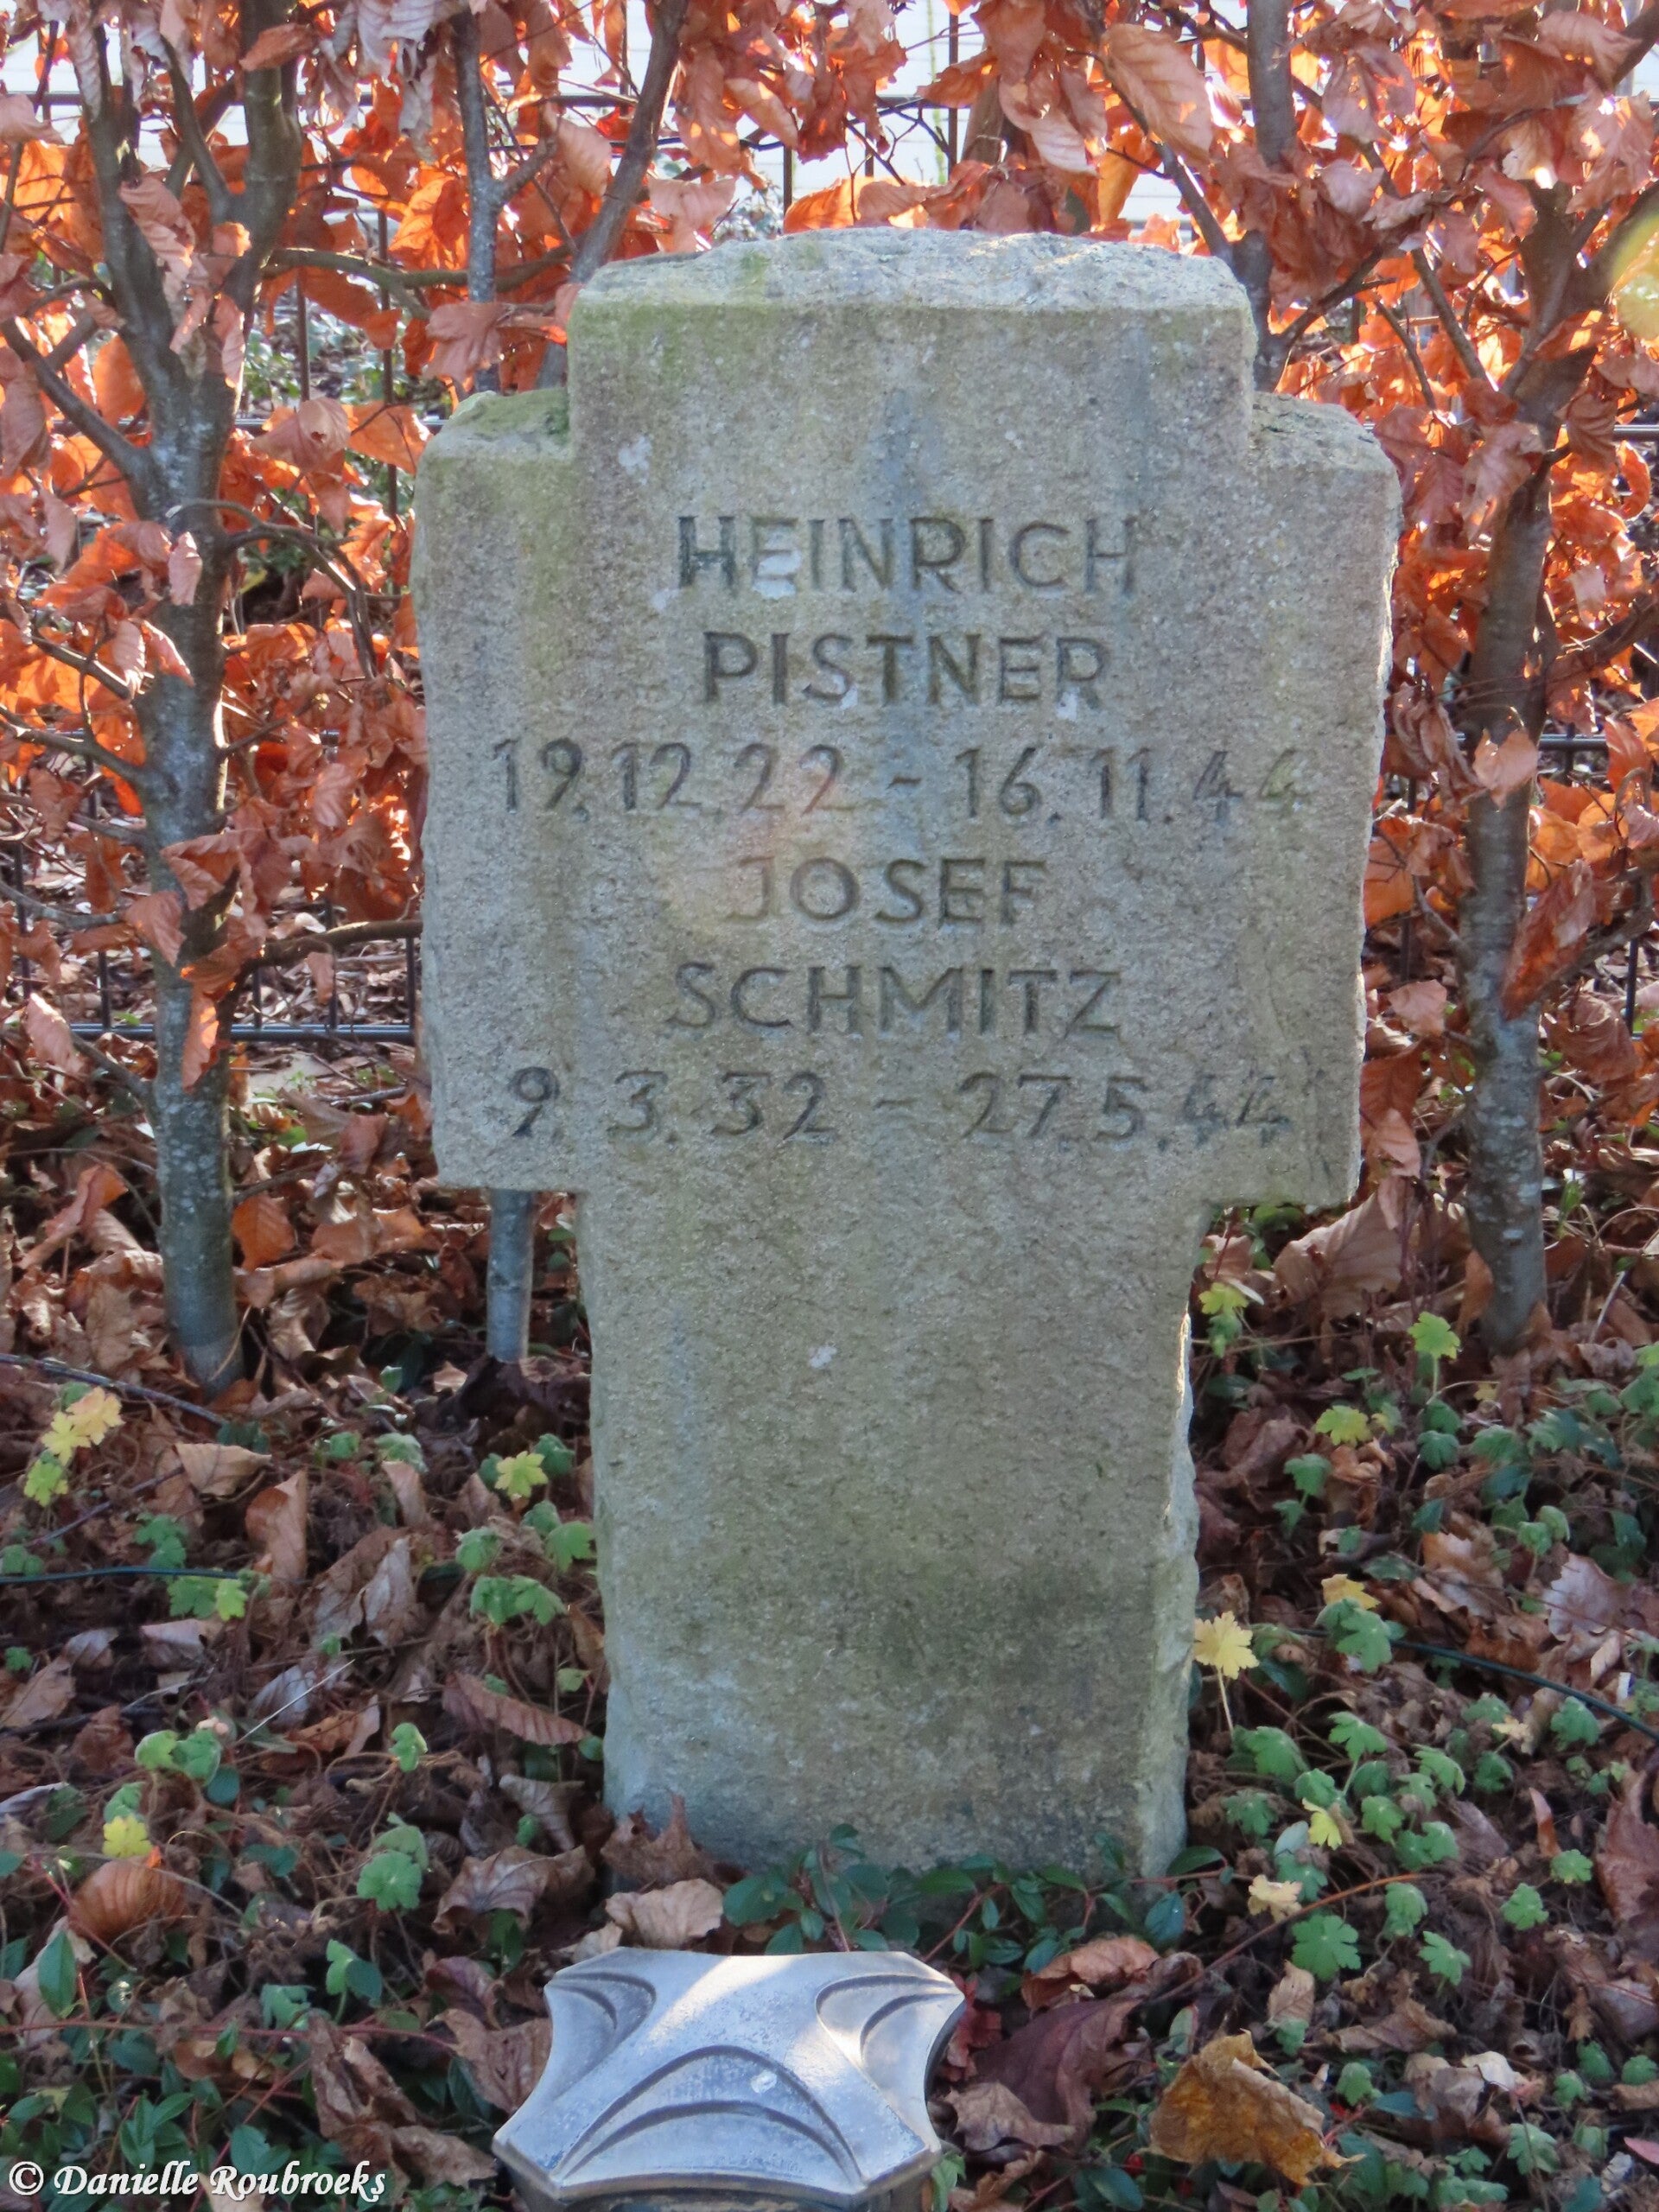 HEINRICH
PISTNER
19.12.22 - 16.11.44
JOSEF
SCHMITZ
9.3.32 - 27.5.44
© Danielle Roubroeks